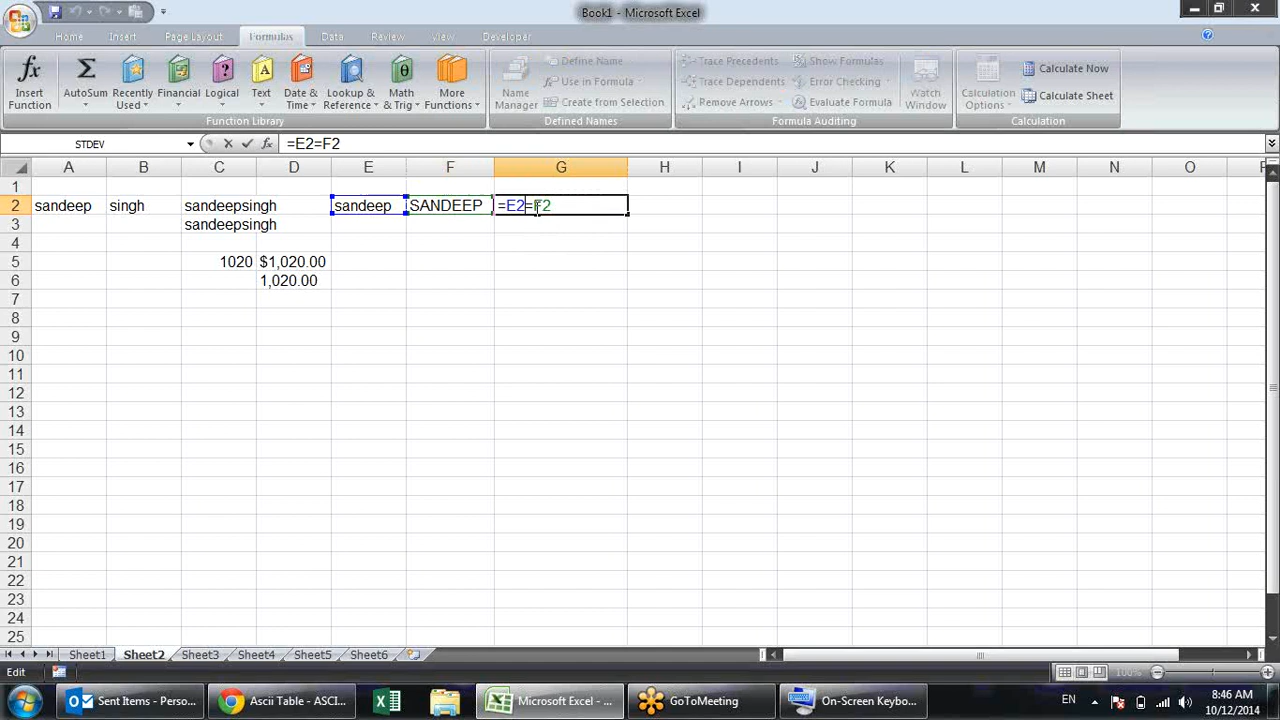 Book1 - Microsoft Excel
Home Insert Page Layout Formulas Data Review View Developer
Insert Function
AutoSum
Recently Used
Financial
Logical
Text
Date & Time
Lookup & Reference
Math & Trig
More Functions
Function Library
Name Manager
Define Name
Use in Formula
Create from Selection
Defined Names
Trace Precedents
Trace Dependents
Remove Arrows
Show Formulas
Error Checking
Evaluate Formula
Formula Auditing
Watch Window
Calculation Options
Calculate Now
Calculate Sheet
Calculation
STDEV fx =E2=F2
A B C D E F G H I J K L M N O
1
2 sandeep singh sandeepsingh sandeep SANDEEP =E2=F2
3 sandeepsingh
4
5 1020 $1,020.00
6 1,020.00
7
8
9
10
11
12
13
14
15
16
17
18
19
20
21
22
23
24
25
Sheet1 Sheet2 Sheet3 Sheet4 Sheet5 Sheet6
Edit 100%
Sent Items - Perso... Ascii Table - ASCI... Microsoft Excel - ... GoToMeeting On-Screen Keybo... EN 8:46 AM
10/12/2014